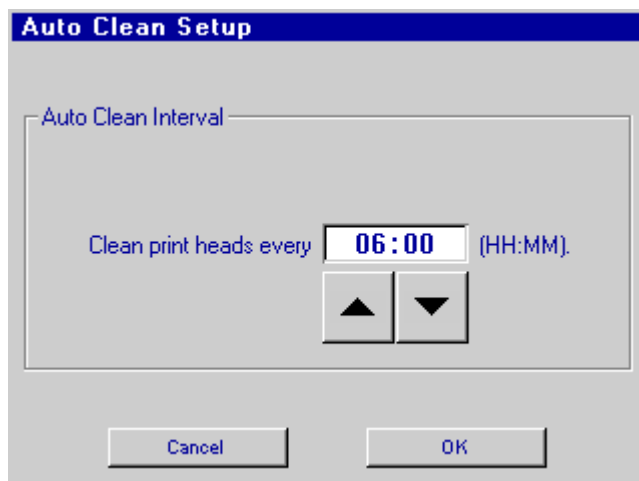 Auto Clean Setup
Auto Clean Interval
Clean print heads every 06:00 (HH:MM).
Cancel OK